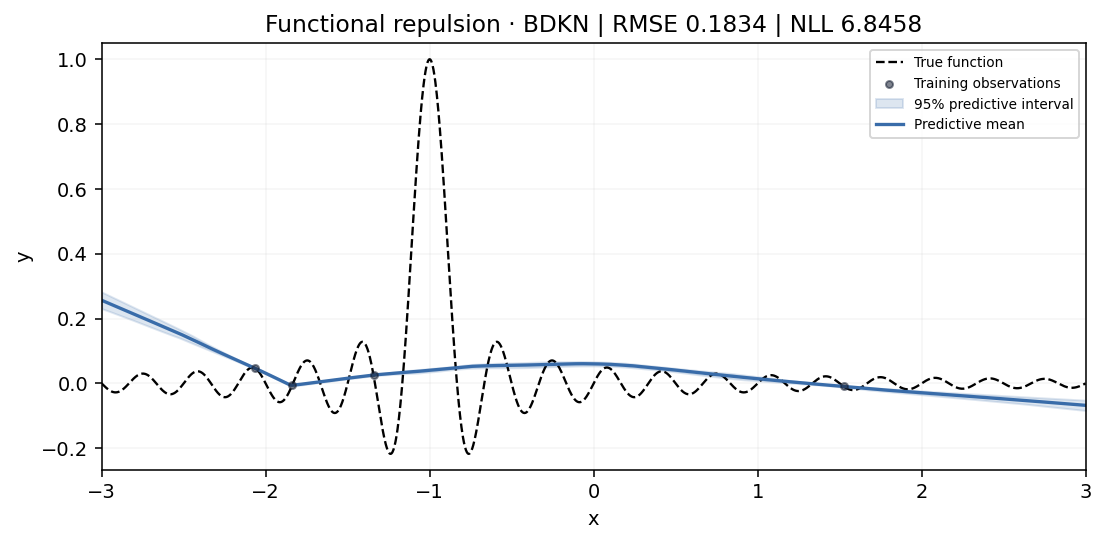 Functional repulsion · BDKN | RMSE 0.1834 | NLL 6.8458
True function
Training observations
95% predictive interval
Predictive mean
y
1.0
0.8
0.6
0.4
0.2
0.0
−0.2
−3
−2
−1
0
1
2
3
x